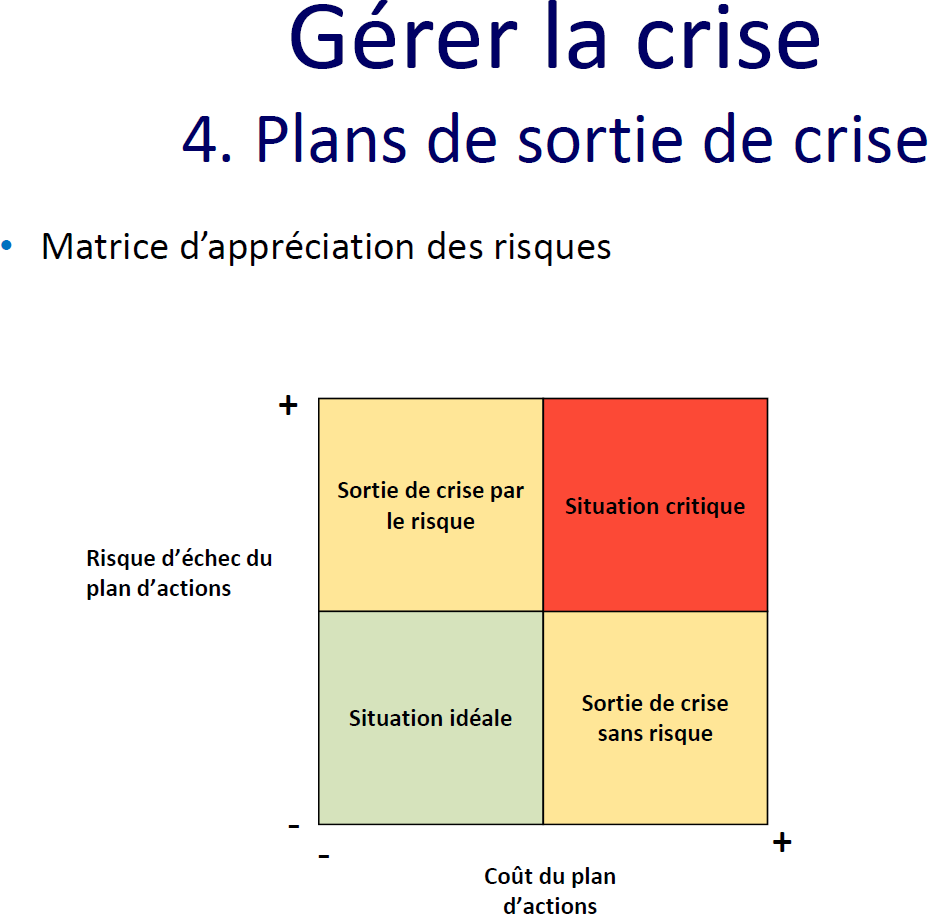 Gérer la crise
4. Plans de sortie de crise
• Matrice d’appréciation des risques
+
Sortie de crise par
le risque
Situation critique
Risque d’échec du
plan d’actions
Situation idéale
Sortie de crise
sans risque
-
-
+
Coût du plan
d’actions